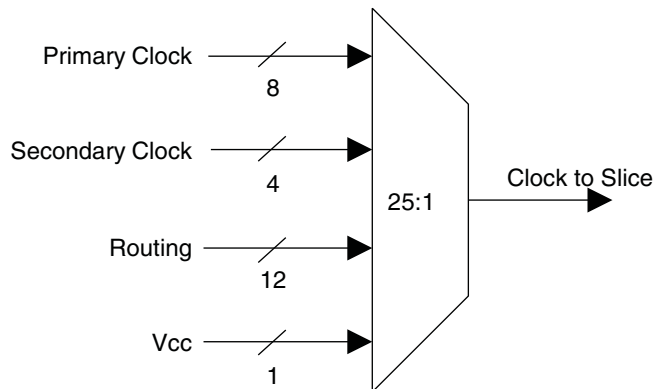 Primary Clock
8
Secondary Clock
4
Clock to Slice
25:1
Routing
12
Vcc
1